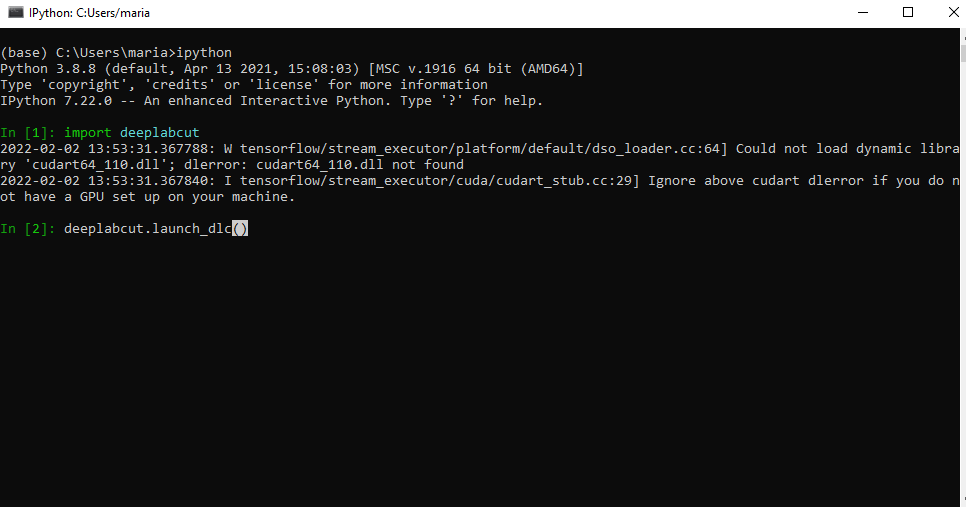 IPython: C:Users/maria
(base) C:\Users\maria>ipython
Python 3.8.8 (default, Apr 13 2021, 15:08:03) [MSC v.1916 64 bit (AMD64)]
Type 'copyright', 'credits' or 'license' for more information
IPython 7.22.0 -- An enhanced Interactive Python. Type '?' for help.
In [1]: import deeplabcut
2022-02-02 13:53:31.367788: W tensorflow/stream_executor/platform/default/dso_loader.cc:64] Could not load dynamic libra
ry 'cudart64_110.dll'; dlerror: cudart64_110.dll not found
2022-02-02 13:53:31.367840: I tensorflow/stream_executor/cuda/cudart_stub.cc:29] Ignore above cudart dlerror if you do n
ot have a GPU set up on your machine.
In [2]: deeplabcut.launch_dlc()